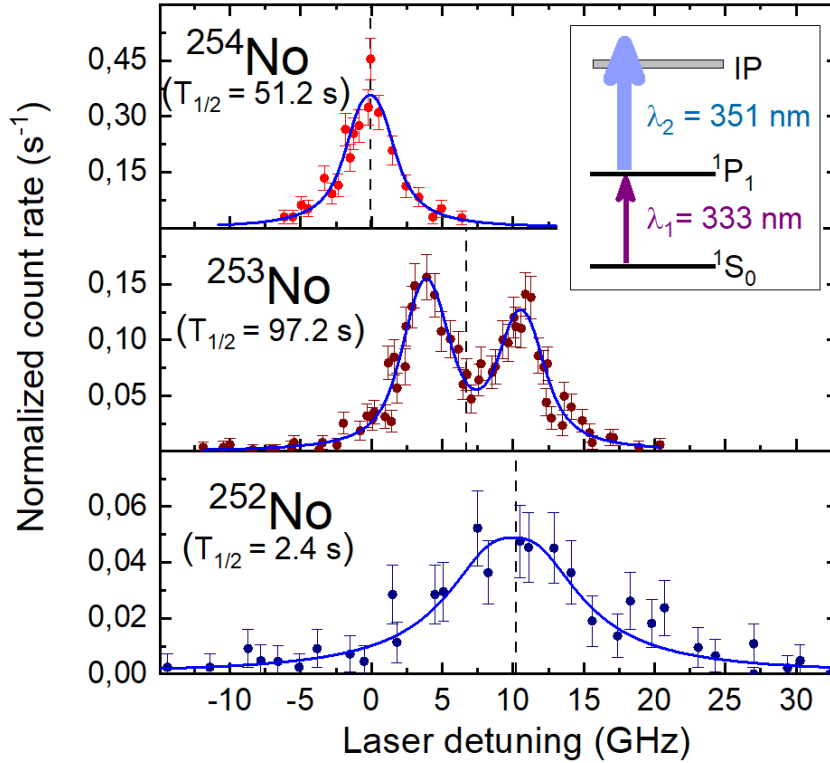 Normalized count rate (s⁻¹)
0,45
0,30
0,15
²⁵⁴No
(T₁/₂ = 51.2 s)
IP
λ₂ = 351 nm
¹P₁
λ₁= 333 nm
¹S₀
0,15
0,10
0,05
²⁵³No
(T₁/₂ = 97.2 s)
0,06
0,04
0,02
0,00
²⁵²No
(T₁/₂ = 2.4 s)
-10 -5 0 5 10 15 20 25 30
Laser detuning (GHz)